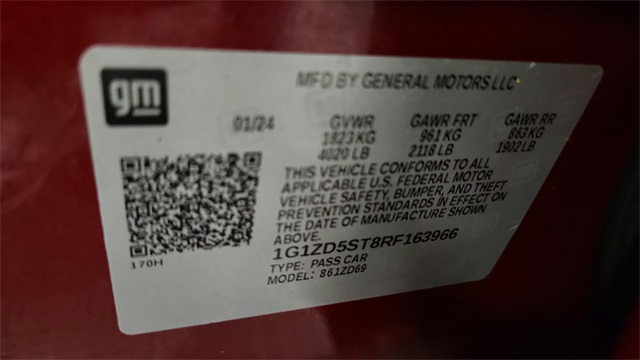 gm
MFD BY GENERAL MOTORS LLC
01/24 GVWR GAWR FRT GAWR RR
1823 KG 961 KG 863 KG
4020 LB 2118 LB 1902 LB
THIS VEHICLE CONFORMS TO ALL
APPLICABLE U.S. FEDERAL MOTOR
VEHICLE SAFETY, BUMPER, AND THEFT
PREVENTION STANDARDS IN EFFECT ON
THE DATE OF MANUFACTURE SHOWN
ABOVE.
1G1ZD5ST8RF163966
170H
TYPE: PASS CAR
MODEL: 861ZD69